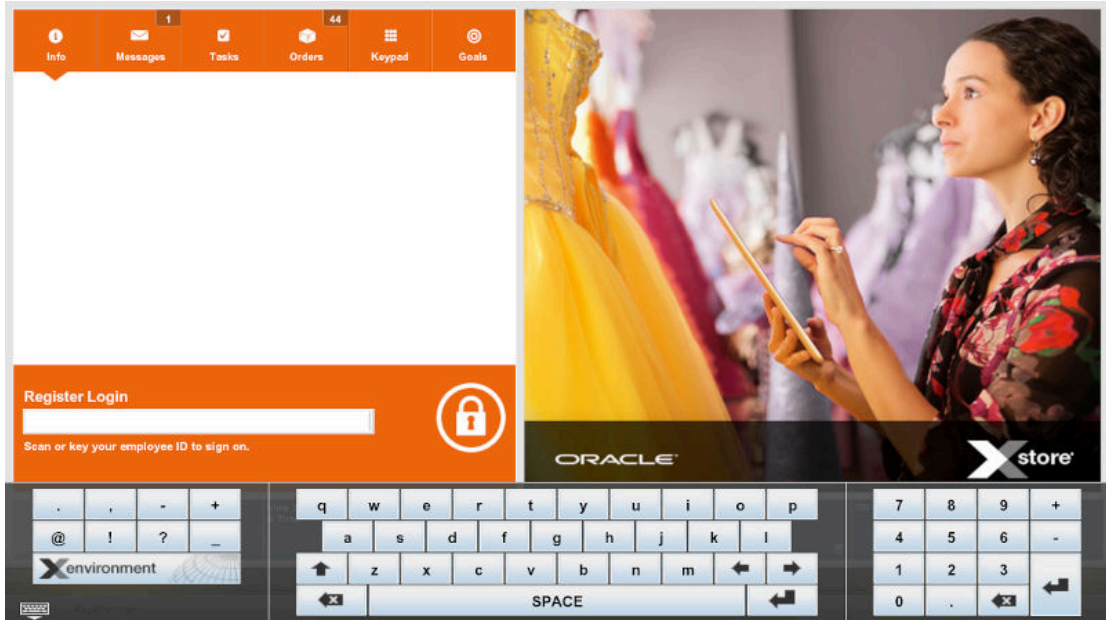 1
44
Info
Messages
Tasks
Orders
Keypad
Goals
Register Login
Scan or key your employee ID to sign on.
ORACLE
Xstore
. , - +
@ ! ? _
Xenvironment
q w e r t y u i o p
a s d f g h j k l
z x c v b n m
SPACE
7 8 9 +
4 5 6 -
1 2 3
0 .